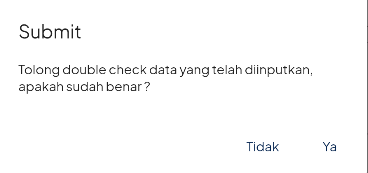 Submit
Tolong double check data yang telah diinputkan,
apakah sudah benar ?
Tidak Ya